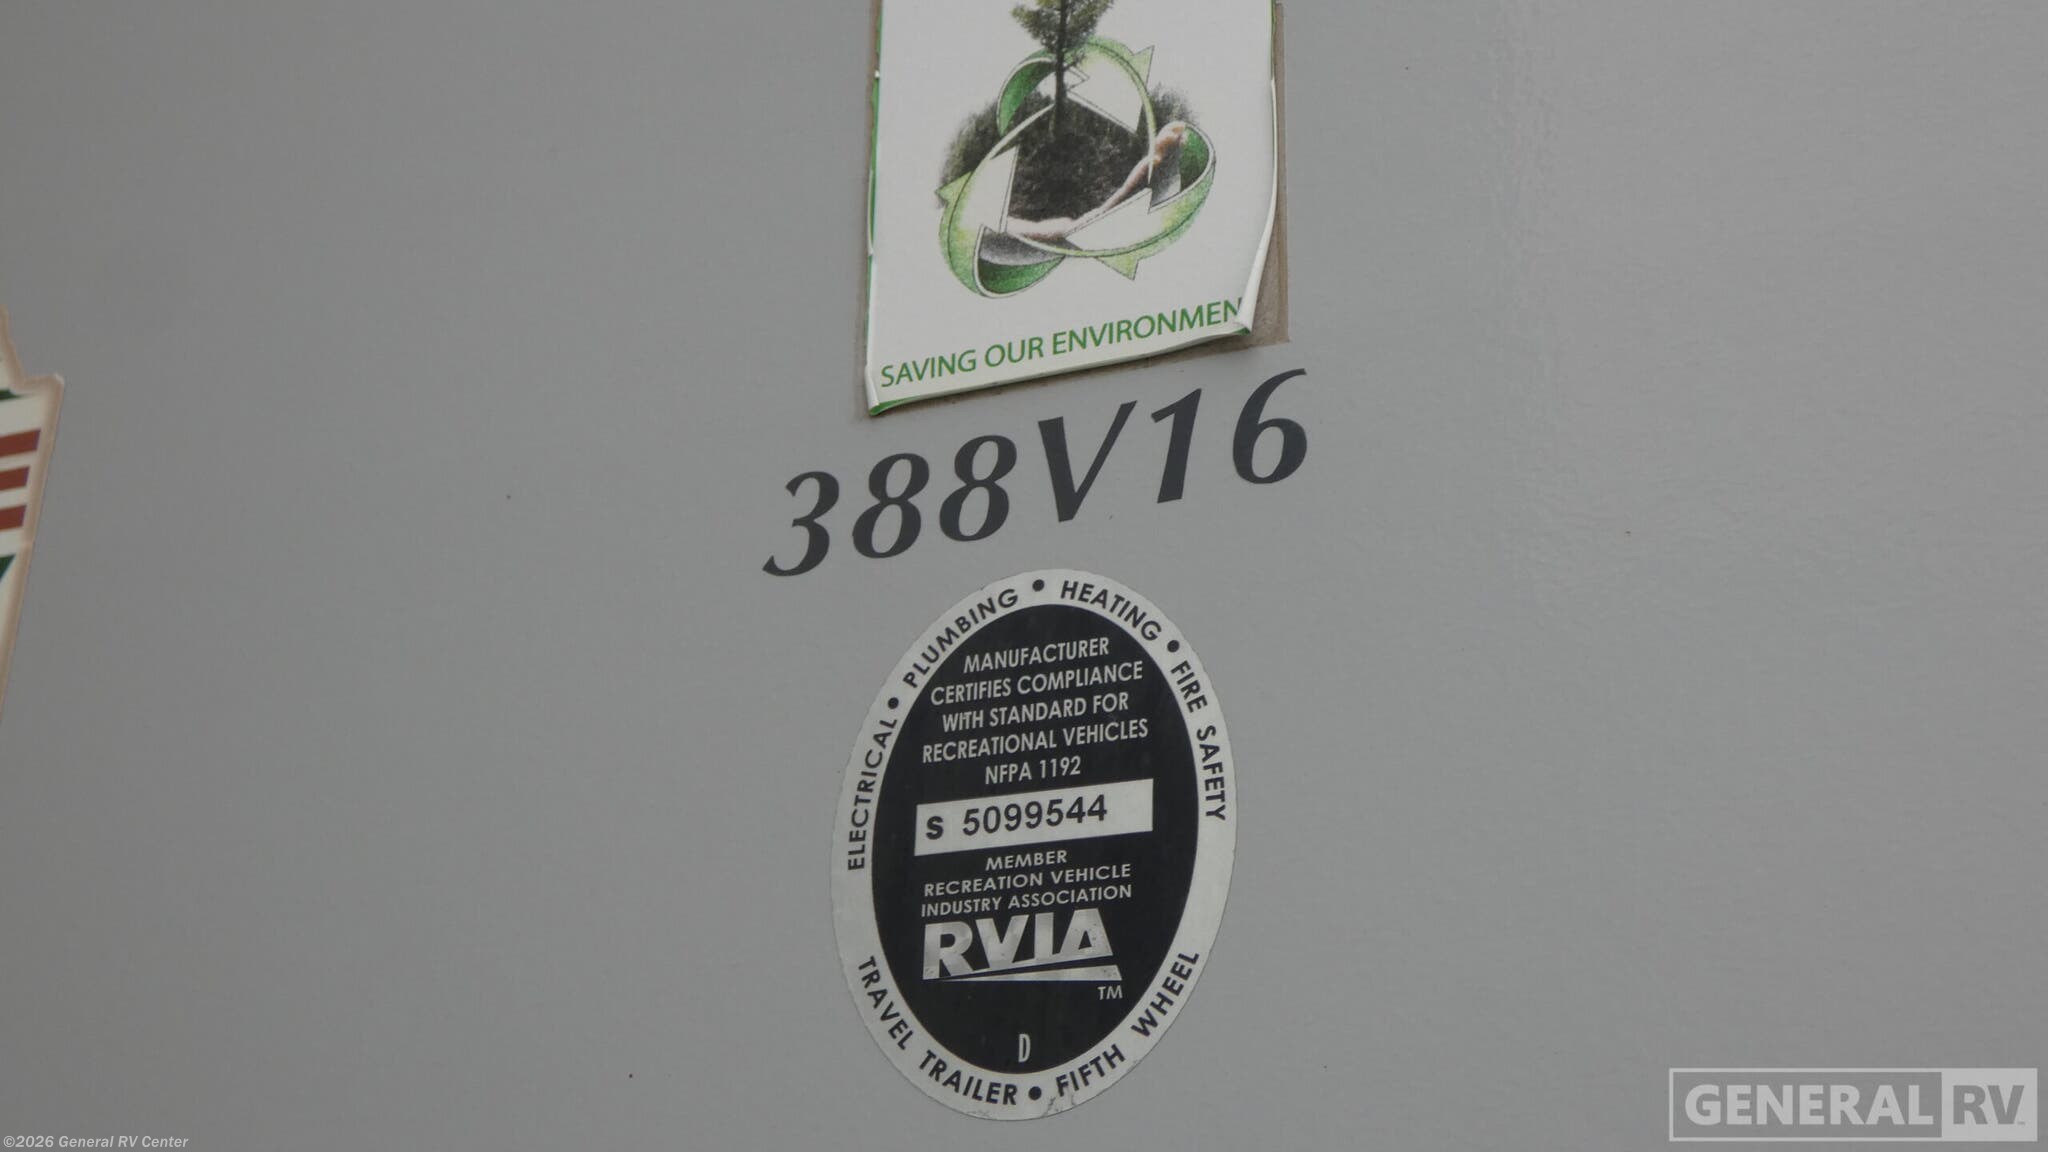 SAVING OUR ENVIRONMEN
388V16
ELECTRICAL • PLUMBING • HEATING • FIRE SAFETY
MANUFACTURER
CERTIFIES COMPLIANCE
WITH STANDARD FOR
RECREATIONAL VEHICLES
NFPA 1192
S 5099544
MEMBER
RECREATION VEHICLE
INDUSTRY ASSOCIATION
RVIA
TM
D
TRAVEL TRAILER • FIFTH WHEEL
GENERAL RV
©2026 General RV Center